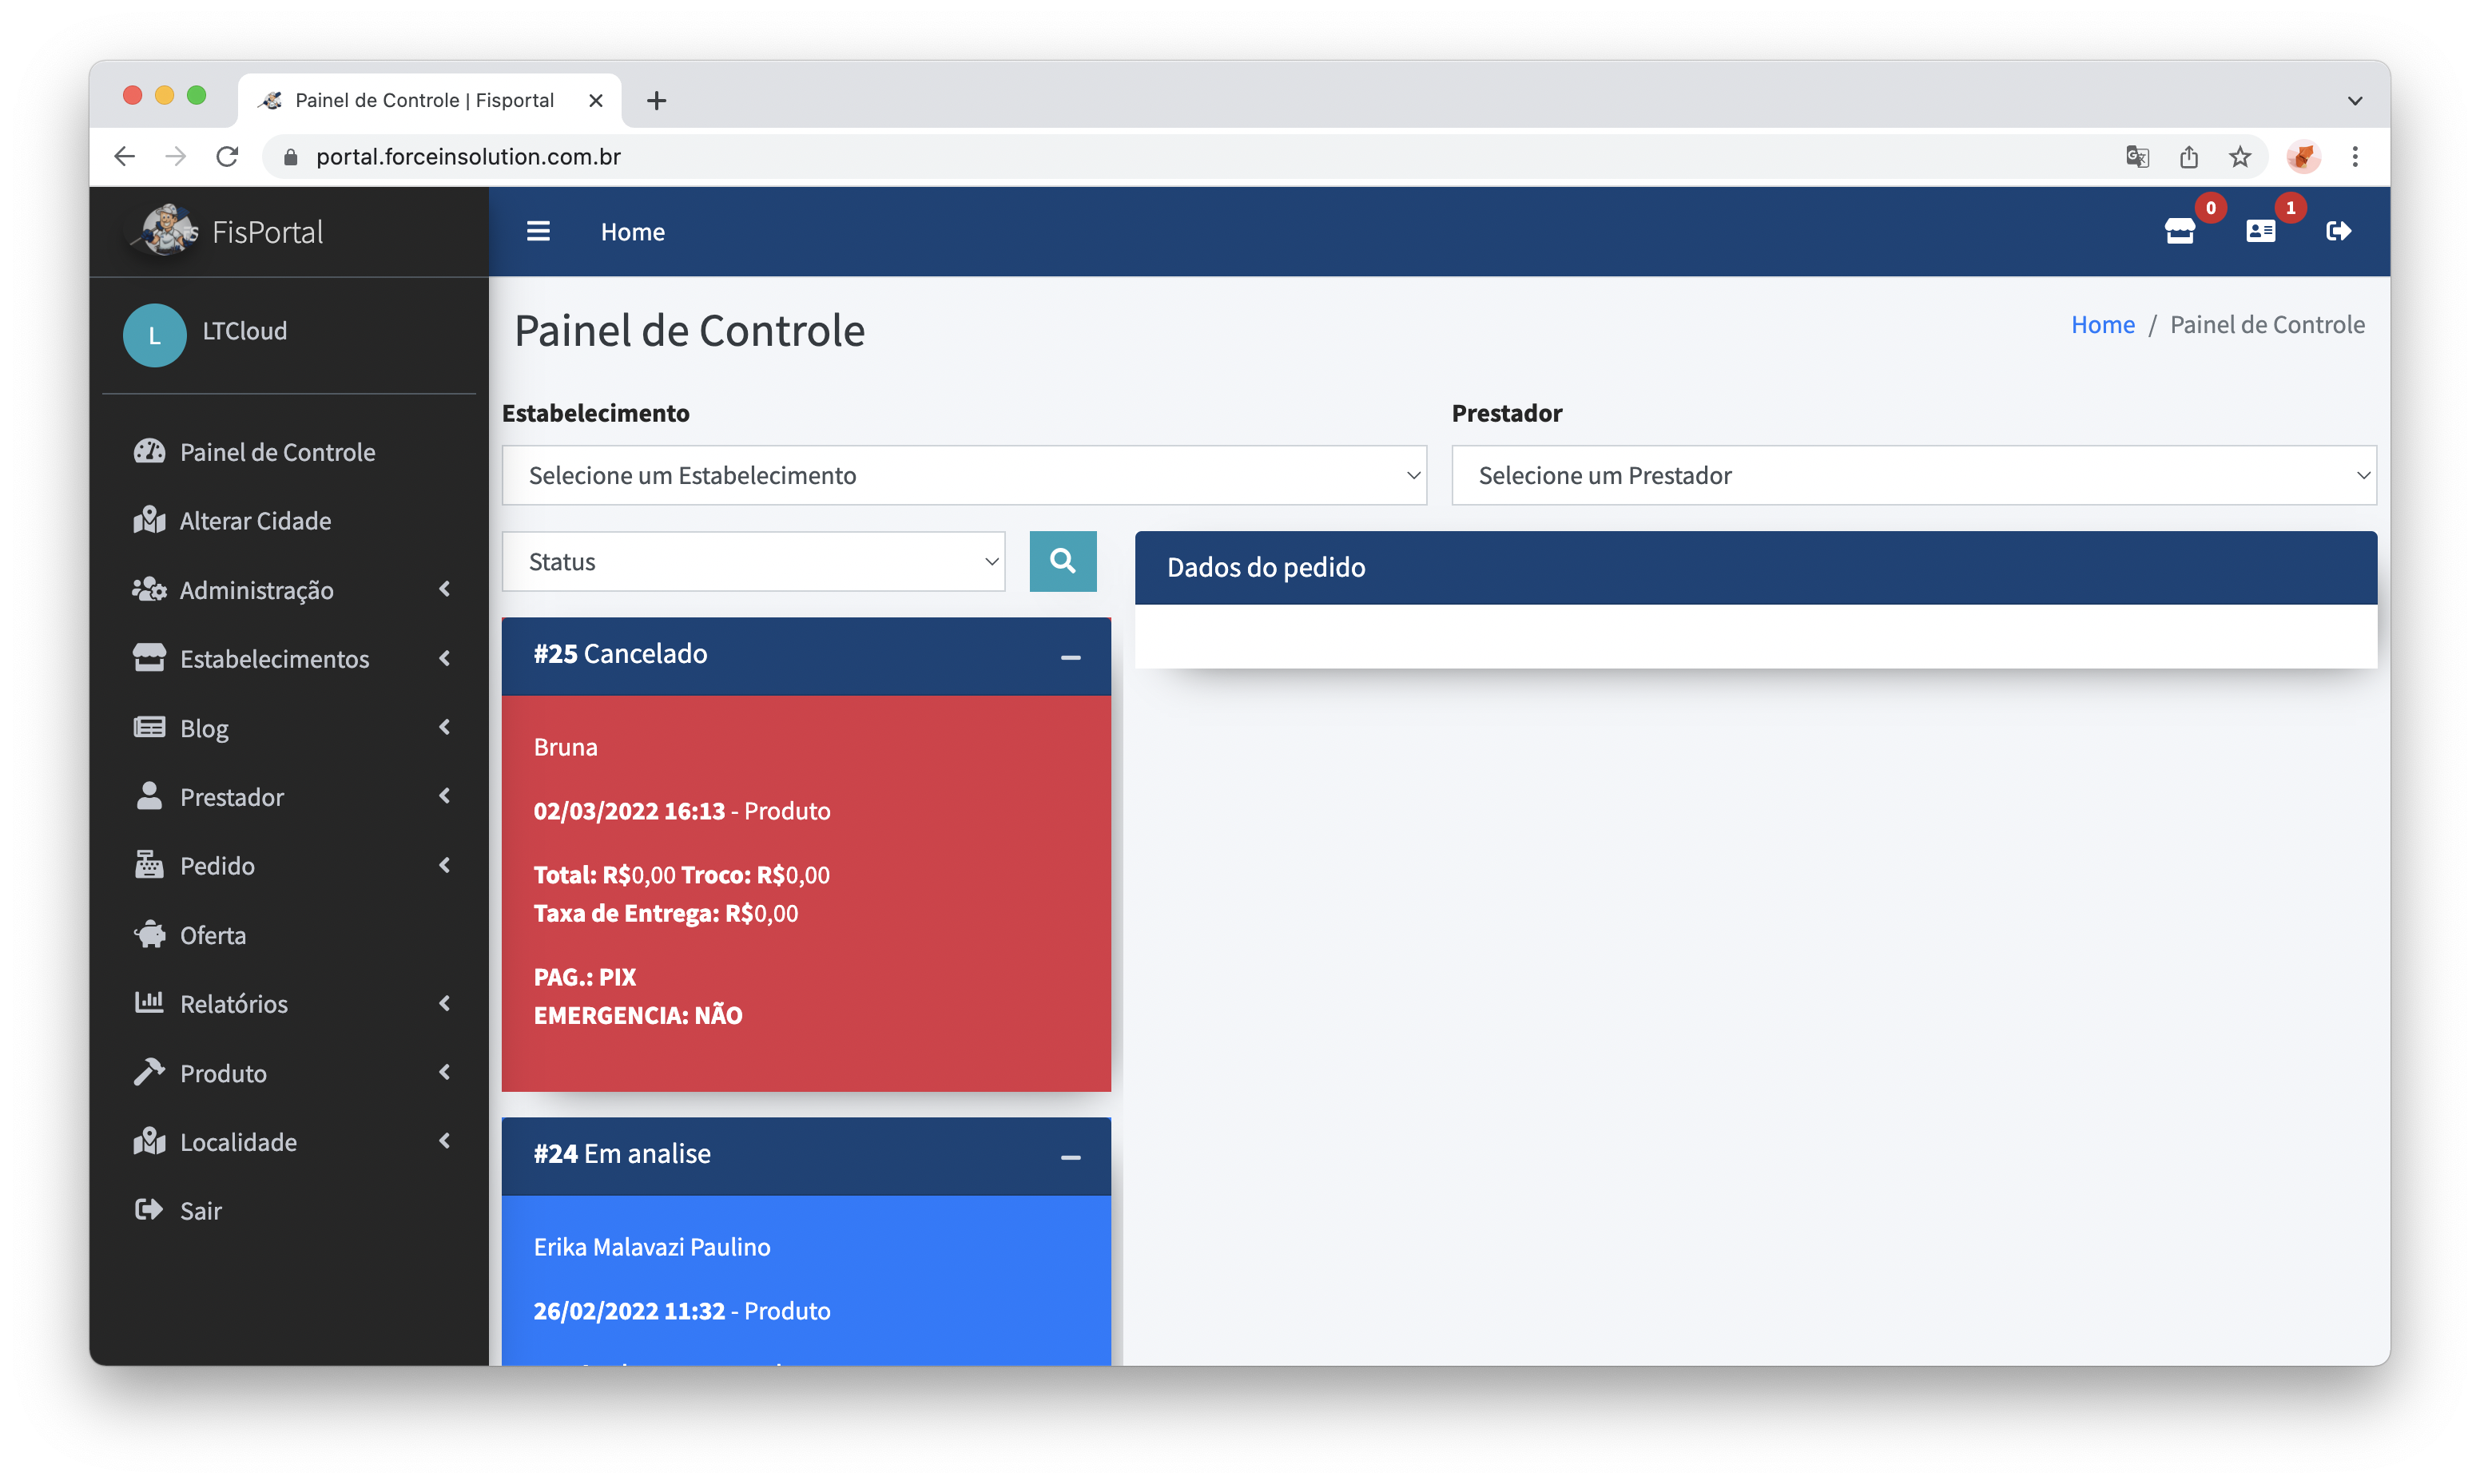 Painel de Controle | Fisportal
portal.forceinsolution.com.br
FisPortal
Home
0
1
L
LTCloud
Painel de Controle
Home / Painel de Controle
Painel de Controle
Alterar Cidade
Administração
Estabelecimentos
Blog
Prestador
Pedido
Oferta
Relatórios
Produto
Localidade
Sair
Estabelecimento
Selecione um Estabelecimento
Prestador
Selecione um Prestador
Status
Dados do pedido
#25 Cancelado
Bruna
02/03/2022 16:13 - Produto
Total: R$0,00 Troco: R$0,00
Taxa de Entrega: R$0,00
PAG.: PIX
EMERGENCIA: NÃO
#24 Em analise
Erika Malavazi Paulino
26/02/2022 11:32 - Produto